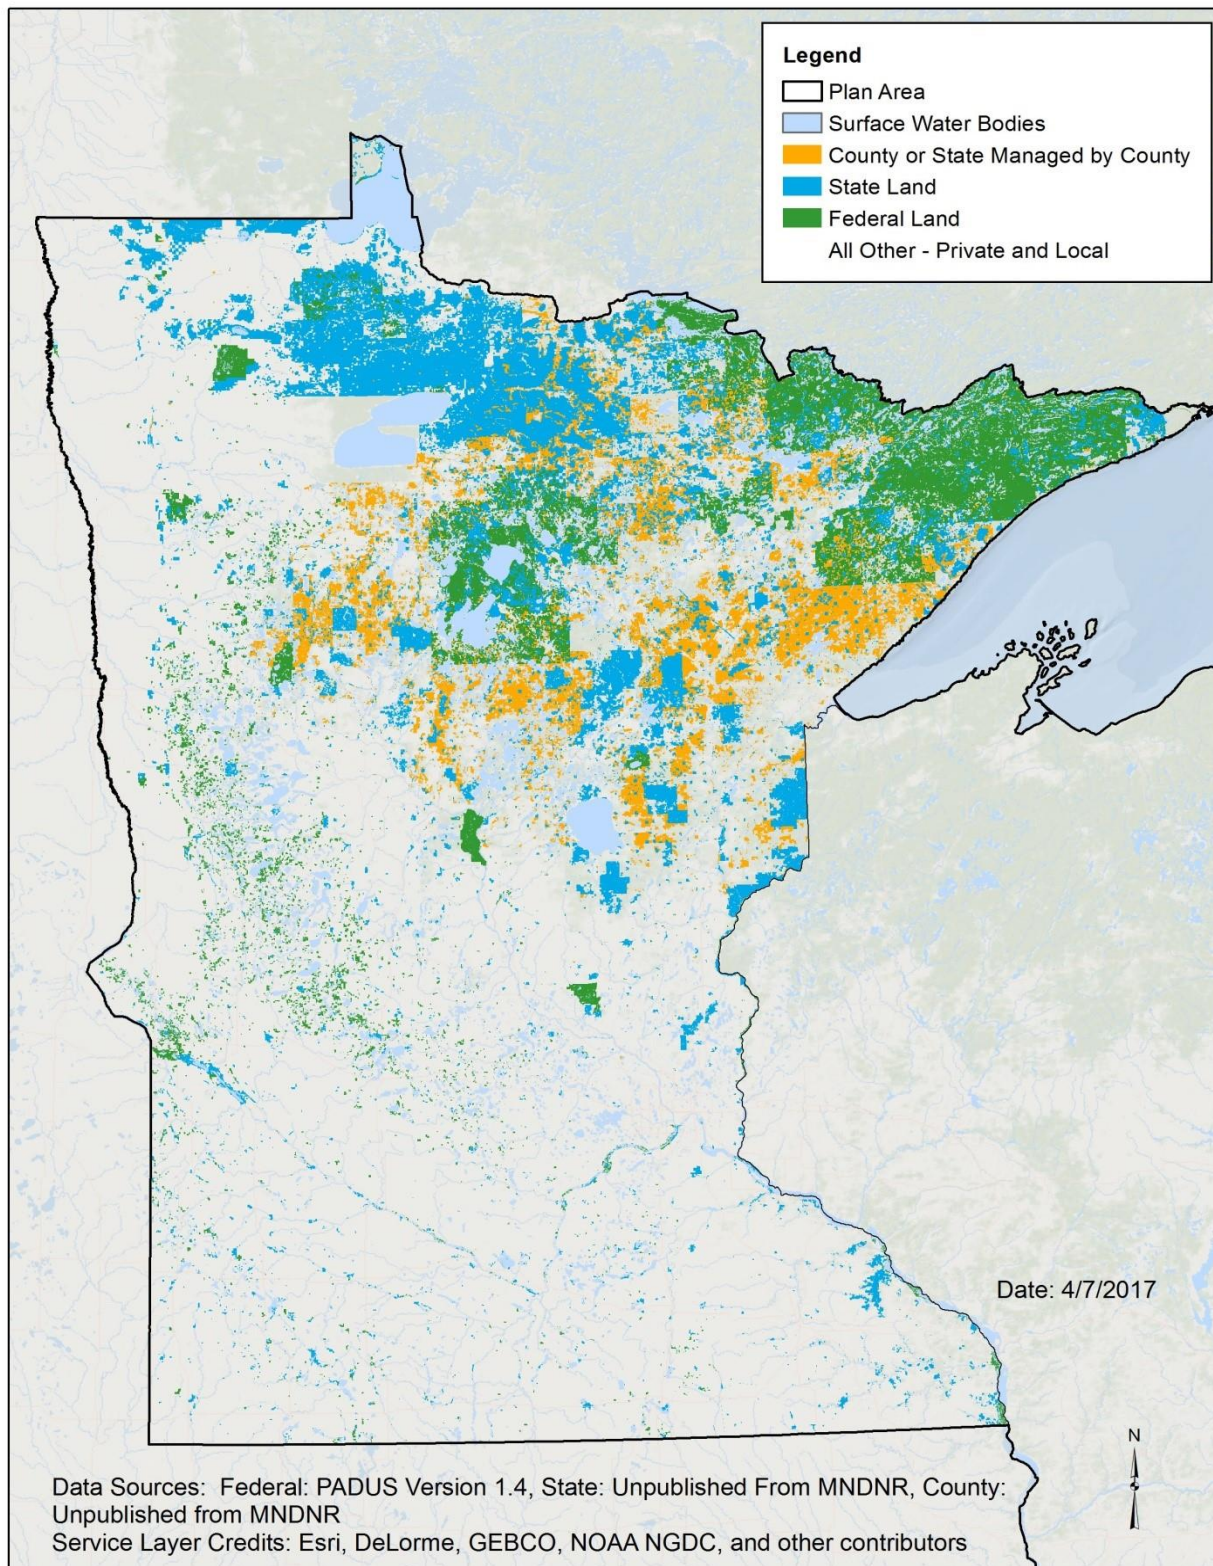 Legend
Plan Area
Surface Water Bodies
County or State Managed by County
State Land
Federal Land
All Other - Private and Local
Date: 4/7/2017
N
Data Sources:  Federal: PADUS Version 1.4, State: Unpublished From MNDNR, County:
Unpublished from MNDNR
Service Layer Credits: Esri, DeLorme, GEBCO, NOAA NGDC, and other contributors